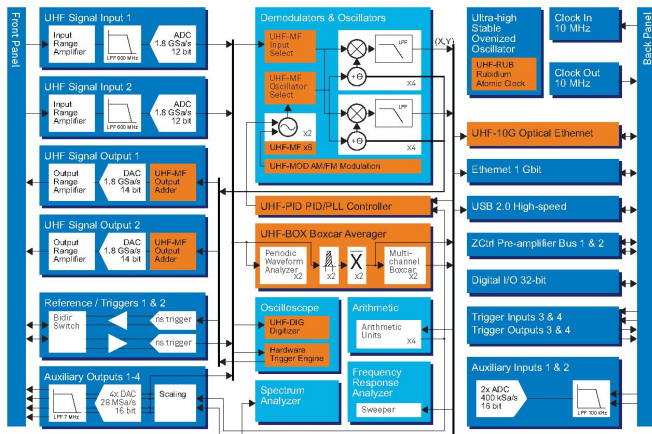 Front Panel
UHF Signal Input 1
Input
Range
Amplifier
LPF 600 MHz
ADC
1.8 GSa/s
12 bit
UHF Signal Input 2
Input
Range
Amplifier
LPF 600 MHz
ADC
1.8 GSa/s
12 bit
UHF Signal Output 1
Output
Range
Amplifier
DAC
1.8 GSa/s
14 bit
UHF-MF
Output
Adder
UHF Signal Output 2
Output
Range
Amplifier
DAC
1.8 GSa/s
14 bit
UHF-MF
Output
Adder
Reference / Triggers 1 & 2
Bidir
Switch
ns trigger
ns trigger
Auxiliary Outputs 1-4
LPF 7 MHz
4x DAC
28 MSa/s
16 bit
Scaling
Demodulators & Oscillators
UHF-MF
Input
Select
UHF-MF
Oscillator
Select
x2
UHF-MF x6
LPF
+Θ
x4
LPF
+Θ
x4
(X,Y)
UHF-MOD AM/FM Modulation
UHF-PID PID/PLL Controller
UHF-BOX Boxcar Averager
Periodic
Waveform
Analyzer
x2
x2
X
x2
Multi-
channel
Boxcar
x2
Oscilloscope
UHF-DIG
Digitizer
Hardware
Trigger Engine
Arithmetic
Arithmetic
Units
x4
Spectrum
Analyzer
Frequency
Response
Analyzer
Sweeper
Ultra-high
Stable
Ovenized
Oscillator
UHF-RUB
Rubidium
Atomic Clock
Clock In
10 MHz
Clock Out
10 MHz
UHF-10G Optical Ethernet
Ethernet 1 Gbit
USB 2.0 High-speed
ZCtrl Pre-amplifier Bus 1 & 2
Digital I/O 32-bit
Trigger Inputs 3 & 4
Trigger Outputs 3 & 4
Auxiliary Inputs 1 & 2
2x ADC
400 kSa/s
16 bit
LPF 100 kHz
Back Panel